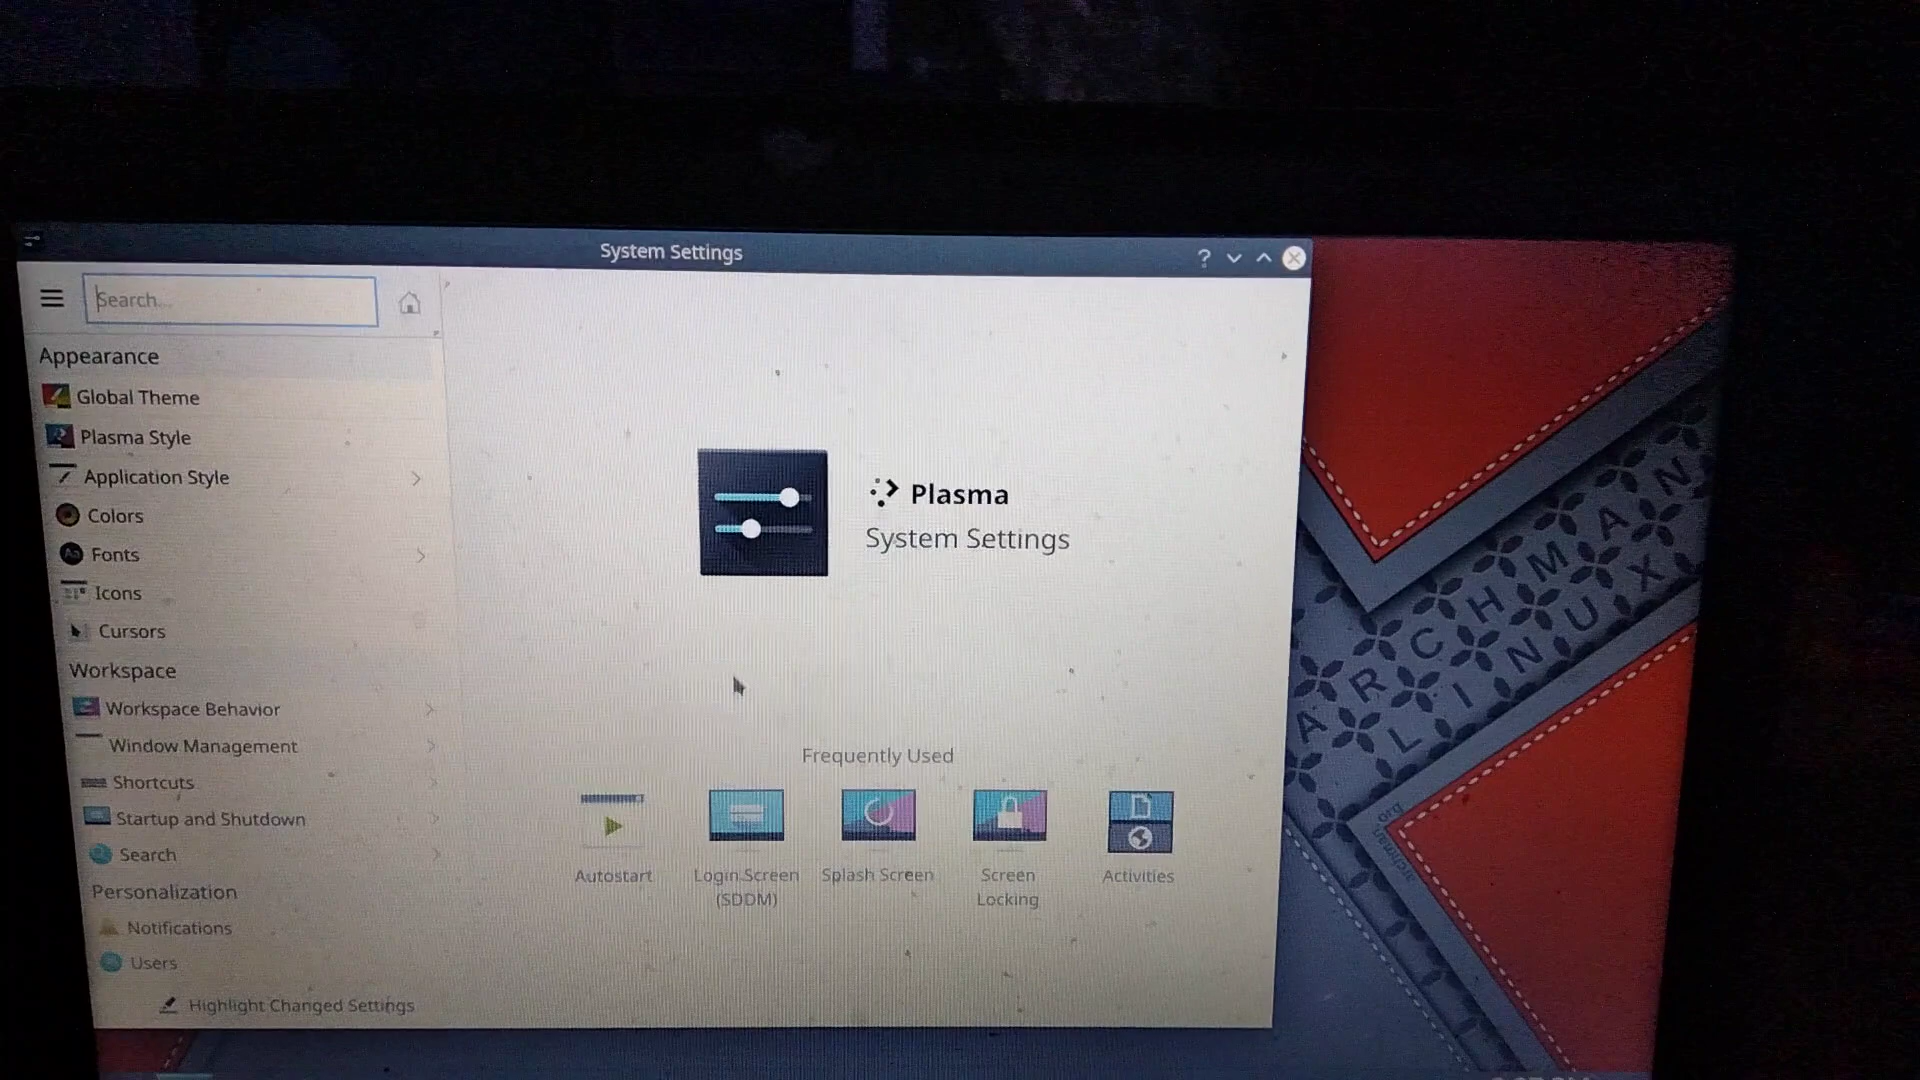 System Settings
Search...
Appearance
Global Theme
Plasma Style
Application Style
Colors
Fonts
Icons
Cursors
Workspace
Workspace Behavior
Window Management
Shortcuts
Startup and Shutdown
Search
Personalization
Notifications
Users
Highlight Changed Settings
Plasma
System Settings
Frequently Used
Autostart
Login Screen
(SDDM)
Splash Screen
Screen
Locking
Activities
ARCHMAN
LINUX